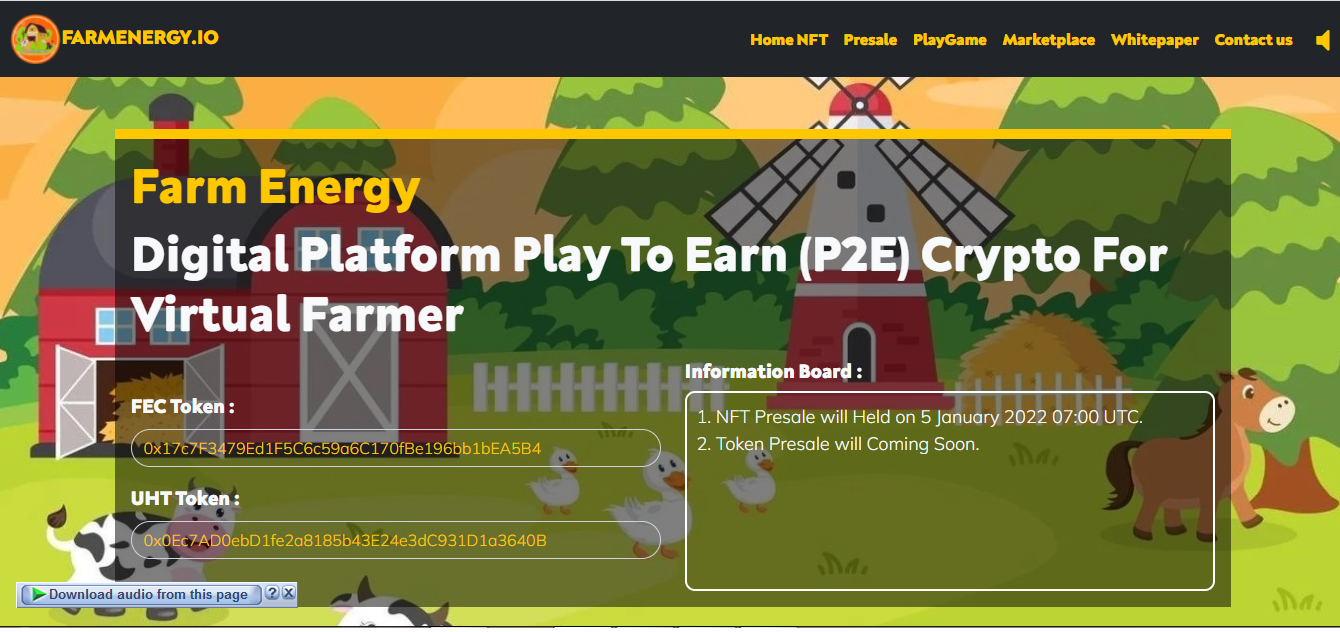 FARMENERGY.IO
Home NFT Presale PlayGame Marketplace Whitepaper Contact us
Farm Energy
Digital Platform Play To Earn (P2E) Crypto For
Virtual Farmer
FEC Token :
0x17c7F3479Ed1F5C6c59a6C170fBe196bb1bEA5B4
UHT Token :
0x0Ec7AD0ebD1fe2a8185b43E24e3dC931D1a3640B
Information Board :
1. NFT Presale will Held on 5 January 2022 07:00 UTC.
2. Token Presale will Coming Soon.
Download audio from this page ? X